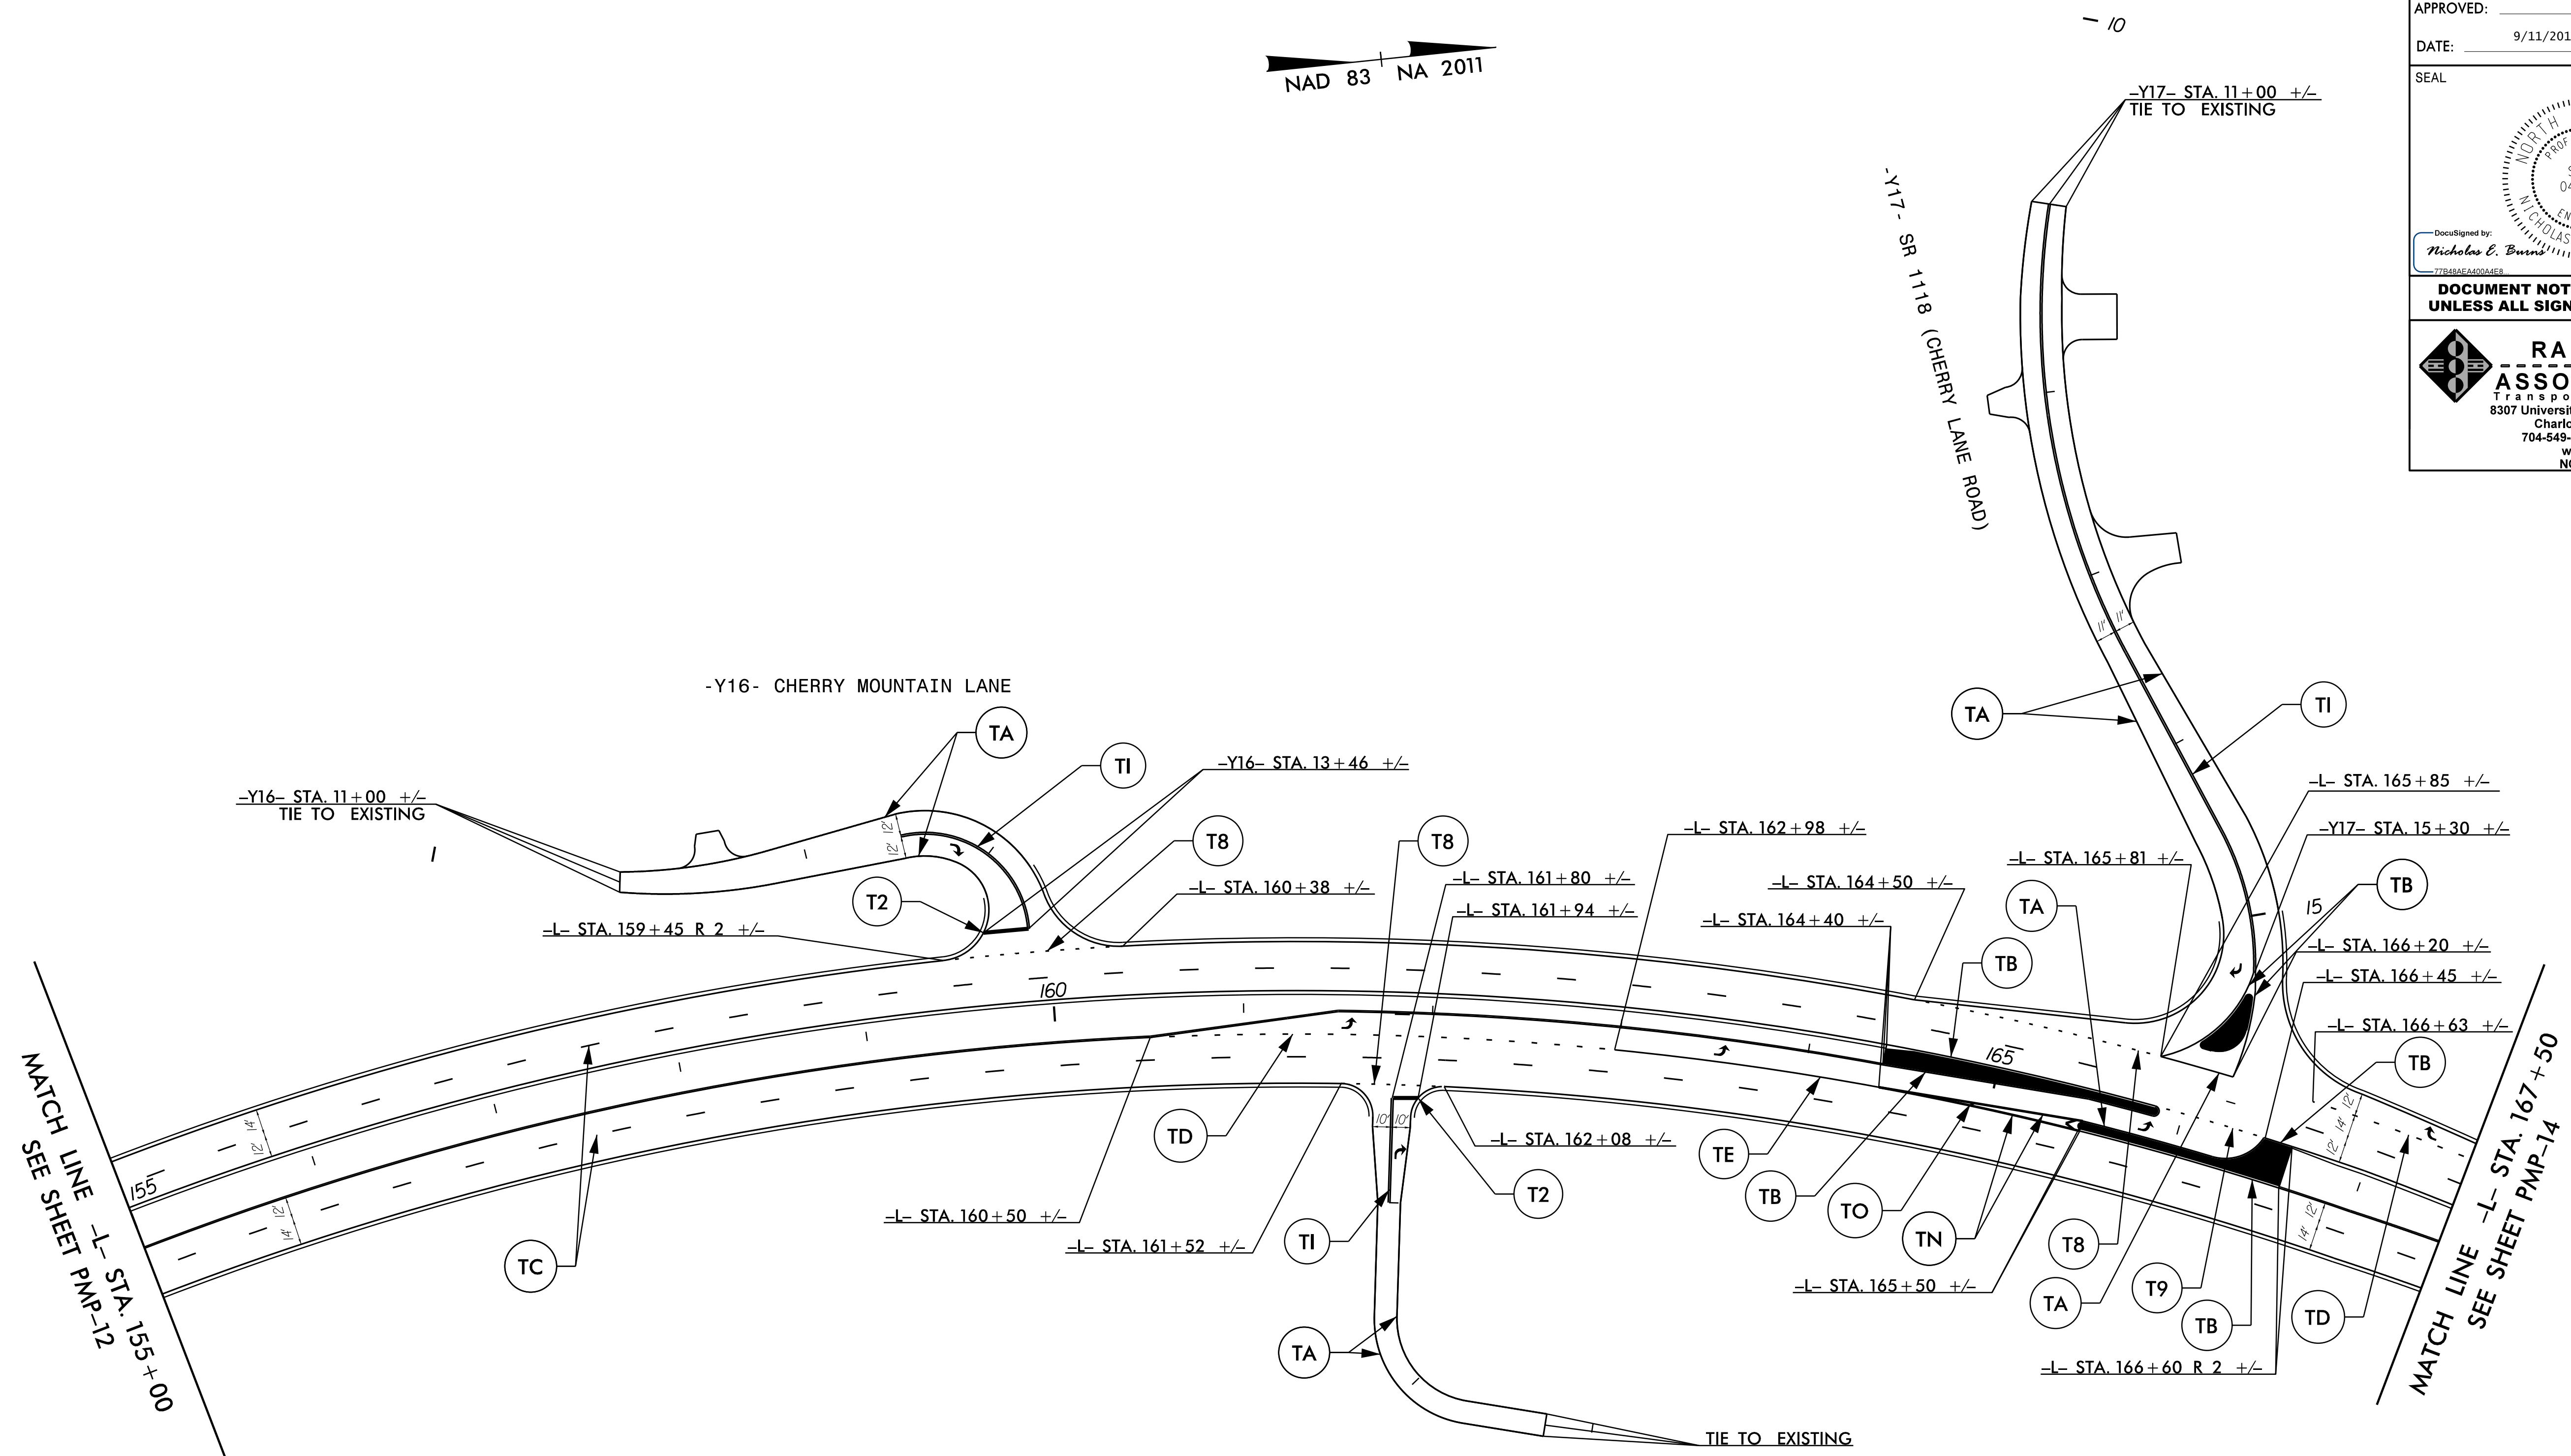 APPROVED:
DATE: 9/11/201
SEAL
NORTH
NICHOLAS
DocuSigned by:
Nicholas E. Burns
77B48AEA400A4E8...
DOCUMENT NOT
UNLESS ALL SIGN
RA
ASSO
Transpo
8307 Universit
Charlo
704-549-
w
NC
10
NAD 83 NA 2011
-Y17- STA. 11+00 +/-
TIE TO EXISTING
-Y17- SR 1118 (CHERRY LANE ROAD)
11' 11'
TA
TI
-Y16- CHERRY MOUNTAIN LANE
TA
TI
-Y16- STA. 13+46 +/-
-Y16- STA. 11+00 +/-
TIE TO EXISTING
12' 12'
T8
T8
T2
-L- STA. 160+38 +/-
-L- STA. 159+45 R 2 +/-
-L- STA. 161+80 +/-
-L- STA. 161+94 +/-
-L- STA. 162+98 +/-
-L- STA. 164+50 +/-
-L- STA. 164+40 +/-
-L- STA. 165+81 +/-
-L- STA. 165+85 +/-
-Y17- STA. 15+30 +/-
TB
15
TA
TB
-L- STA. 166+20 +/-
-L- STA. 166+45 +/-
-L- STA. 166+63 +/-
TB
160
165
155
12' 14'
14' 12'
10' 10'
12' 14' 12'
14' 12'
-L- STA. 162+08 +/-
TD
T2
TE
TB
TO
TN
T8
TA
T9
TB
TD
-L- STA. 160+50 +/-
-L- STA. 161+52 +/-
TI
TC
-L- STA. 165+50 +/-
TA
-L- STA. 166+60 R 2 +/-
TIE TO EXISTING
MATCH LINE -L- STA. 155+00
SEE SHEET PMP-12
MATCH LINE -L- STA. 167+50
SEE SHEET PMP-14